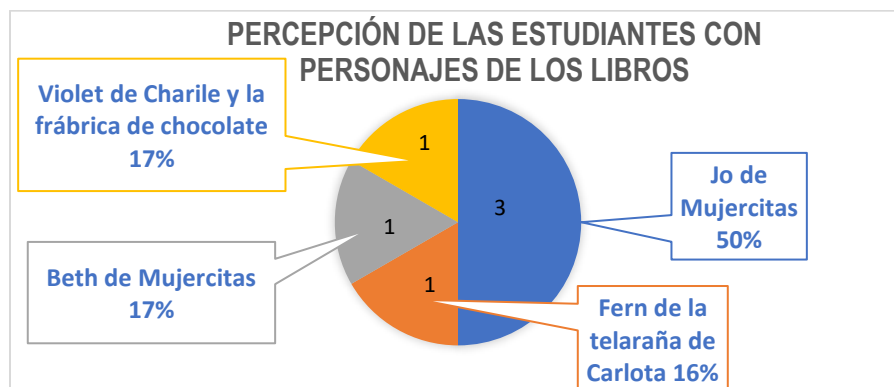 PERCEPCIÓN DE LAS ESTUDIANTES CON
PERSONAJES DE LOS LIBROS
Violet de Charile y la
frábrica de chocolate
17%
1
3
Jo de
Mujercitas
50%
1
Beth de Mujercitas
17%
1
Fern de la
telaraña de
Carlota 16%